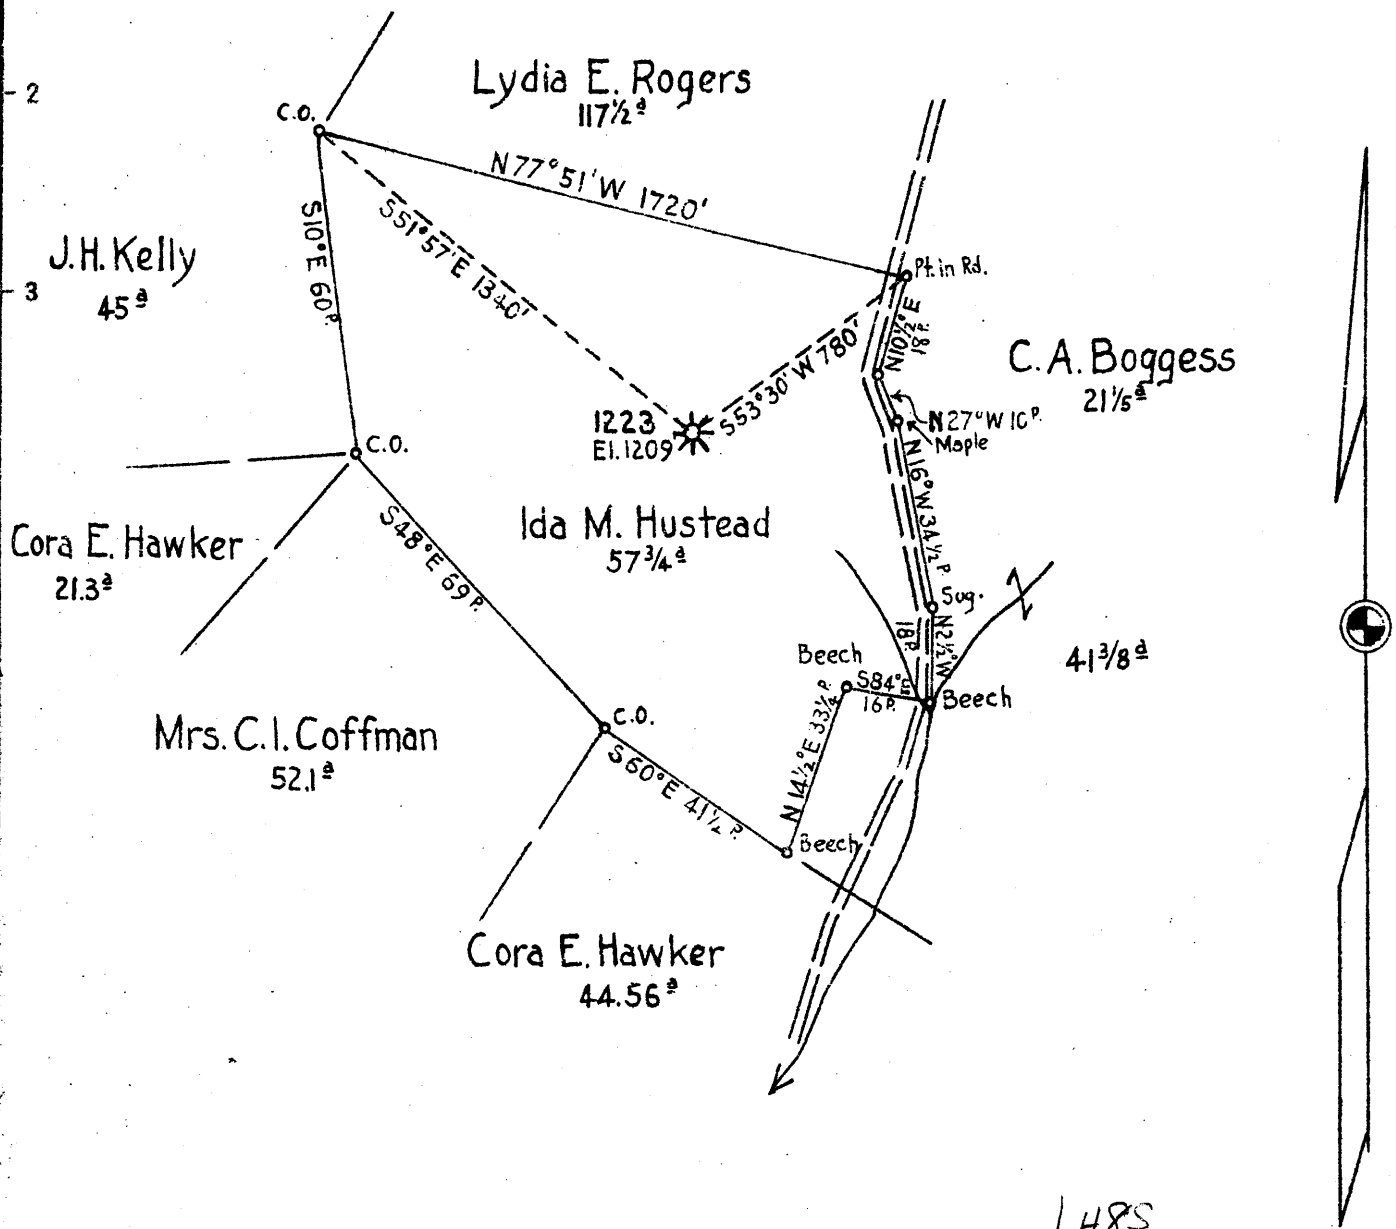 2
Lydia E. Rogers
117½ª
C.O.
N77°51'W 1720'
S10°E 60P.
S51°57'E 1340'
J.H. Kelly
45ª
3
Pt. in Rd.
N10½°E
18P.
S53°30'W 780'
C.A. Boggess
21⅕ª
1223
El. 1209
N27°W 10P.
Maple
C.O.
N16°W 34½P.
Ida M. Hustead
57¾ª
Cora E. Hawker
21.3ª
S48°E 69P.
Sug.
N2½°W
18P.
41⅜ª
Beech
S84°E
16P.
Beech
N14½°E 33¼P.
C.O.
Mrs. C.I. Coffman
52.1ª
S60°E 41½P.
Beech
Cora E. Hawker
44.56ª